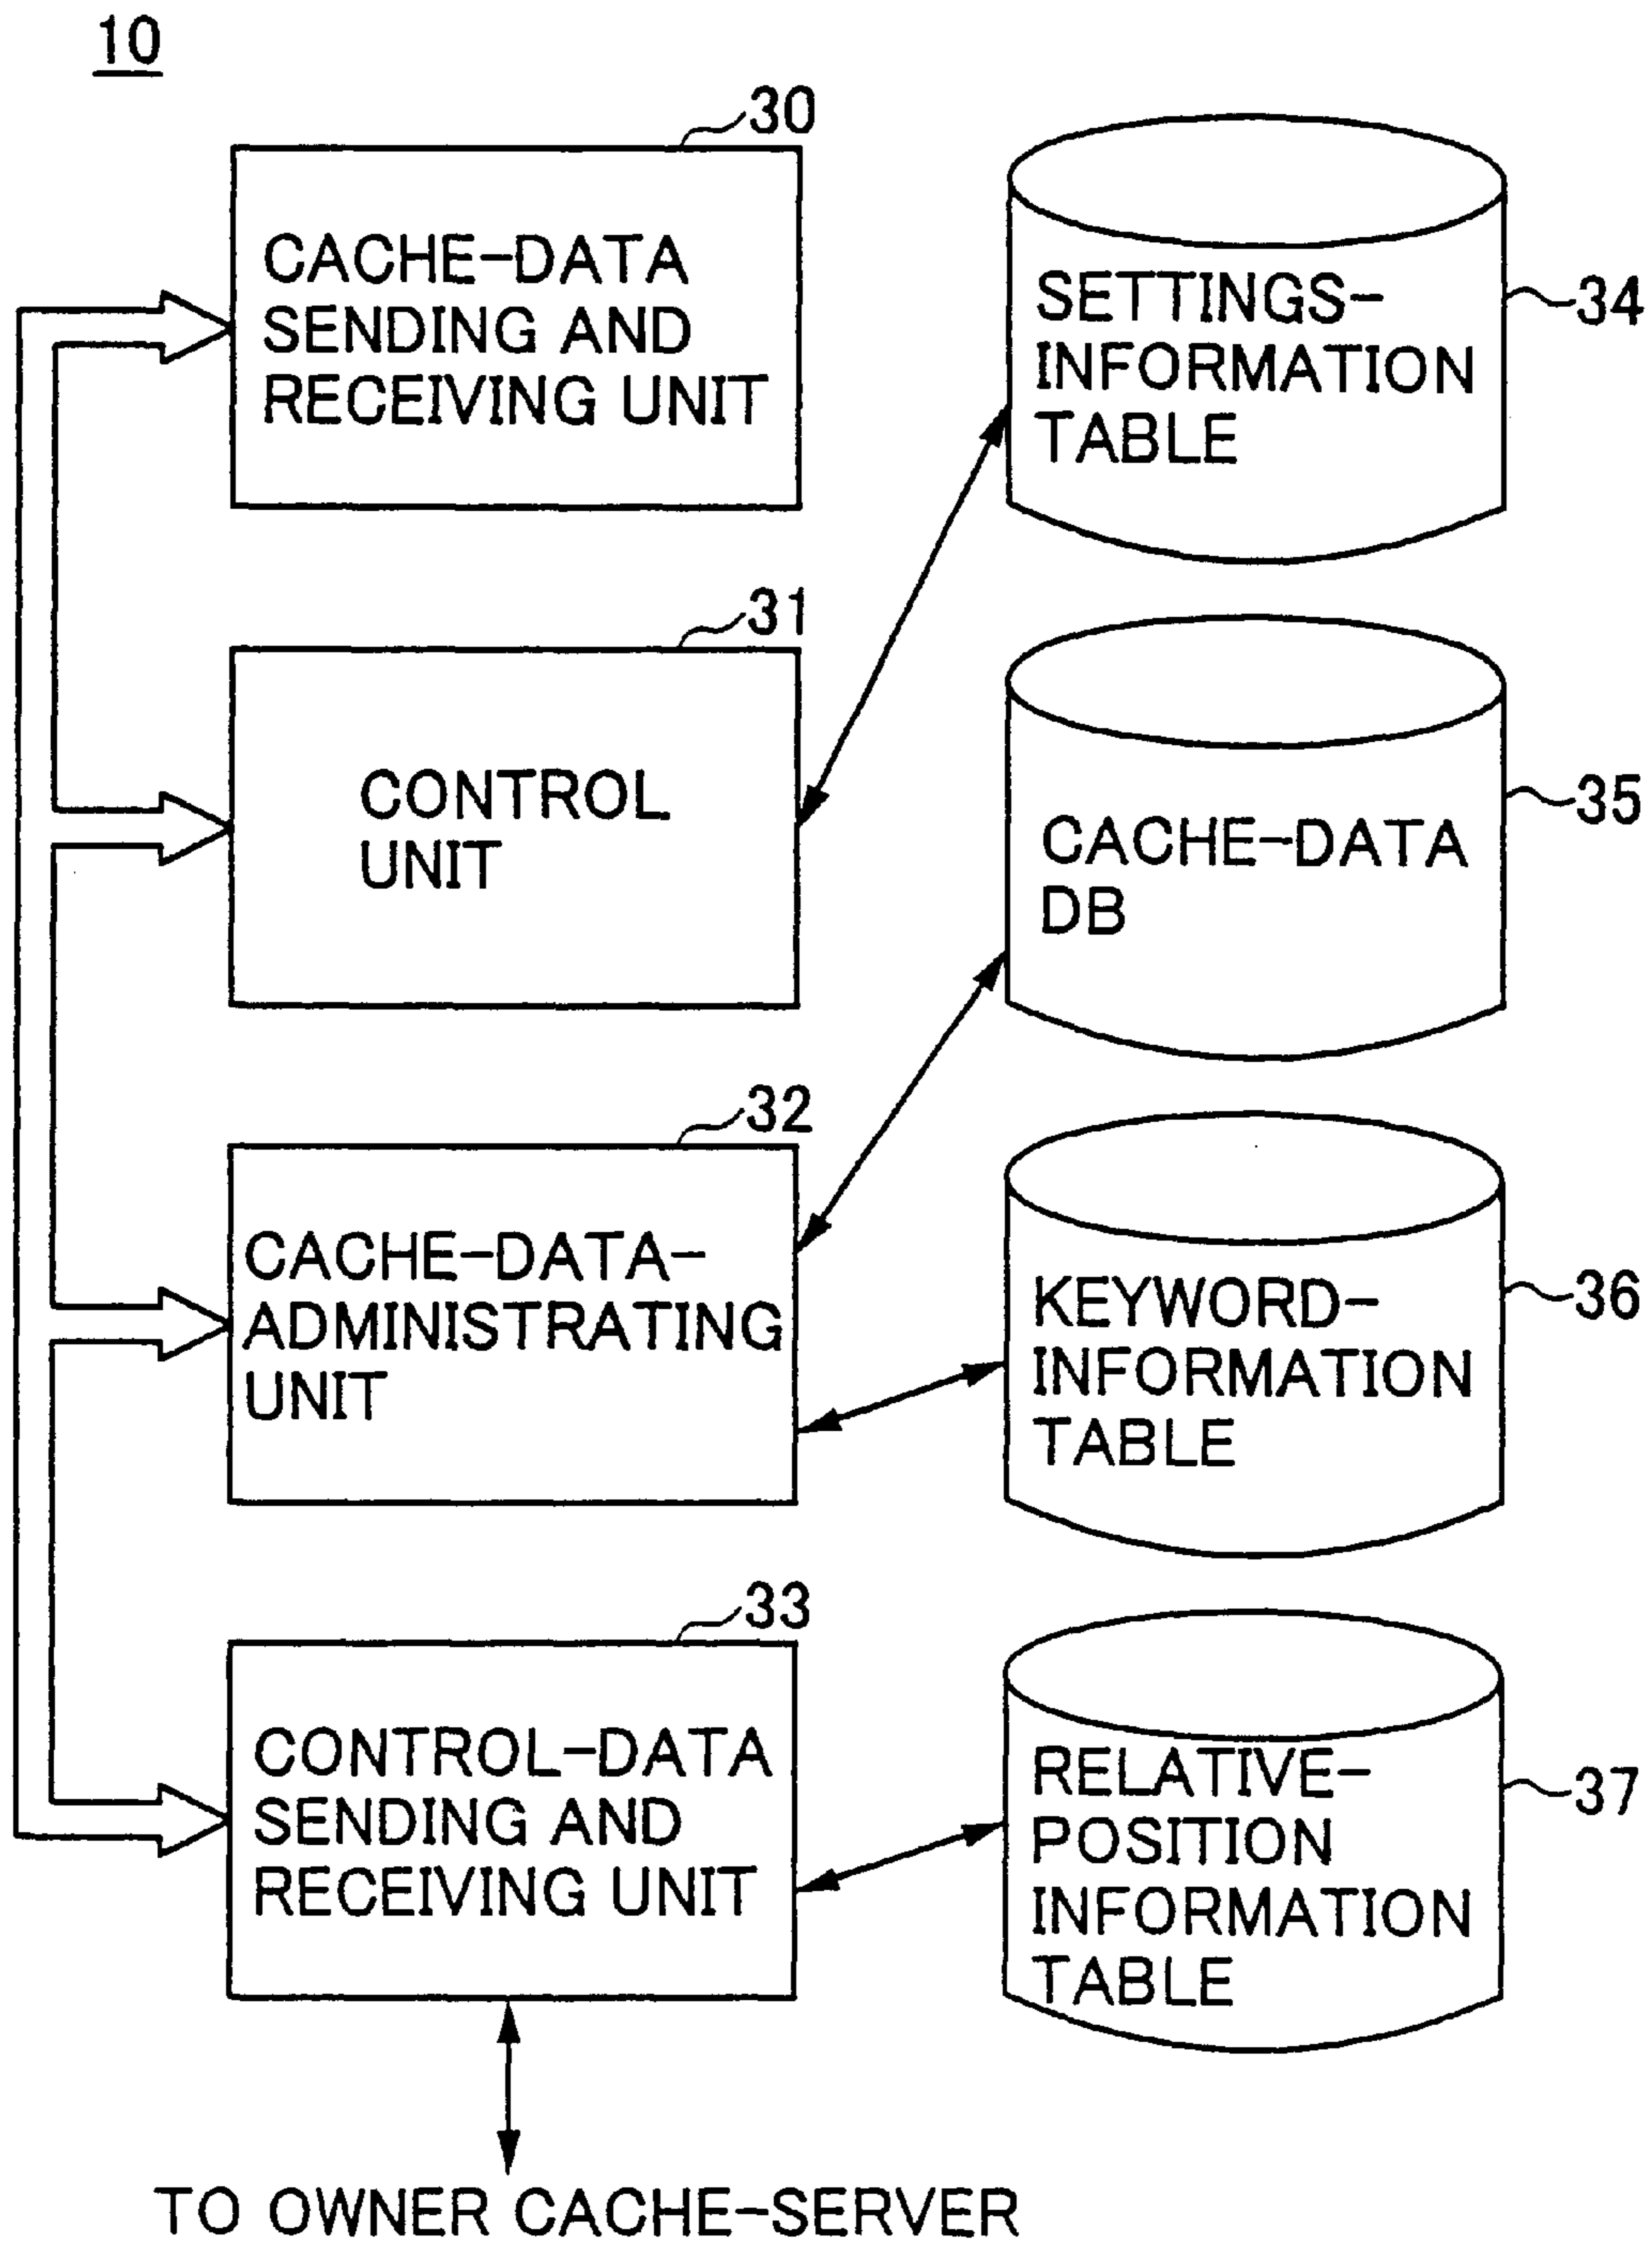 10
30
CACHE-DATA
SENDING AND
RECEIVING UNIT
SETTINGS-
INFORMATION
TABLE
34
31
CONTROL
UNIT
CACHE-DATA
DB
35
32
CACHE-DATA-
ADMINISTRATING
UNIT
KEYWORD-
INFORMATION
TABLE
36
33
CONTROL-DATA
SENDING AND
RECEIVING UNIT
RELATIVE-
POSITION
INFORMATION
TABLE
37
TO OWNER CACHE-SERVER